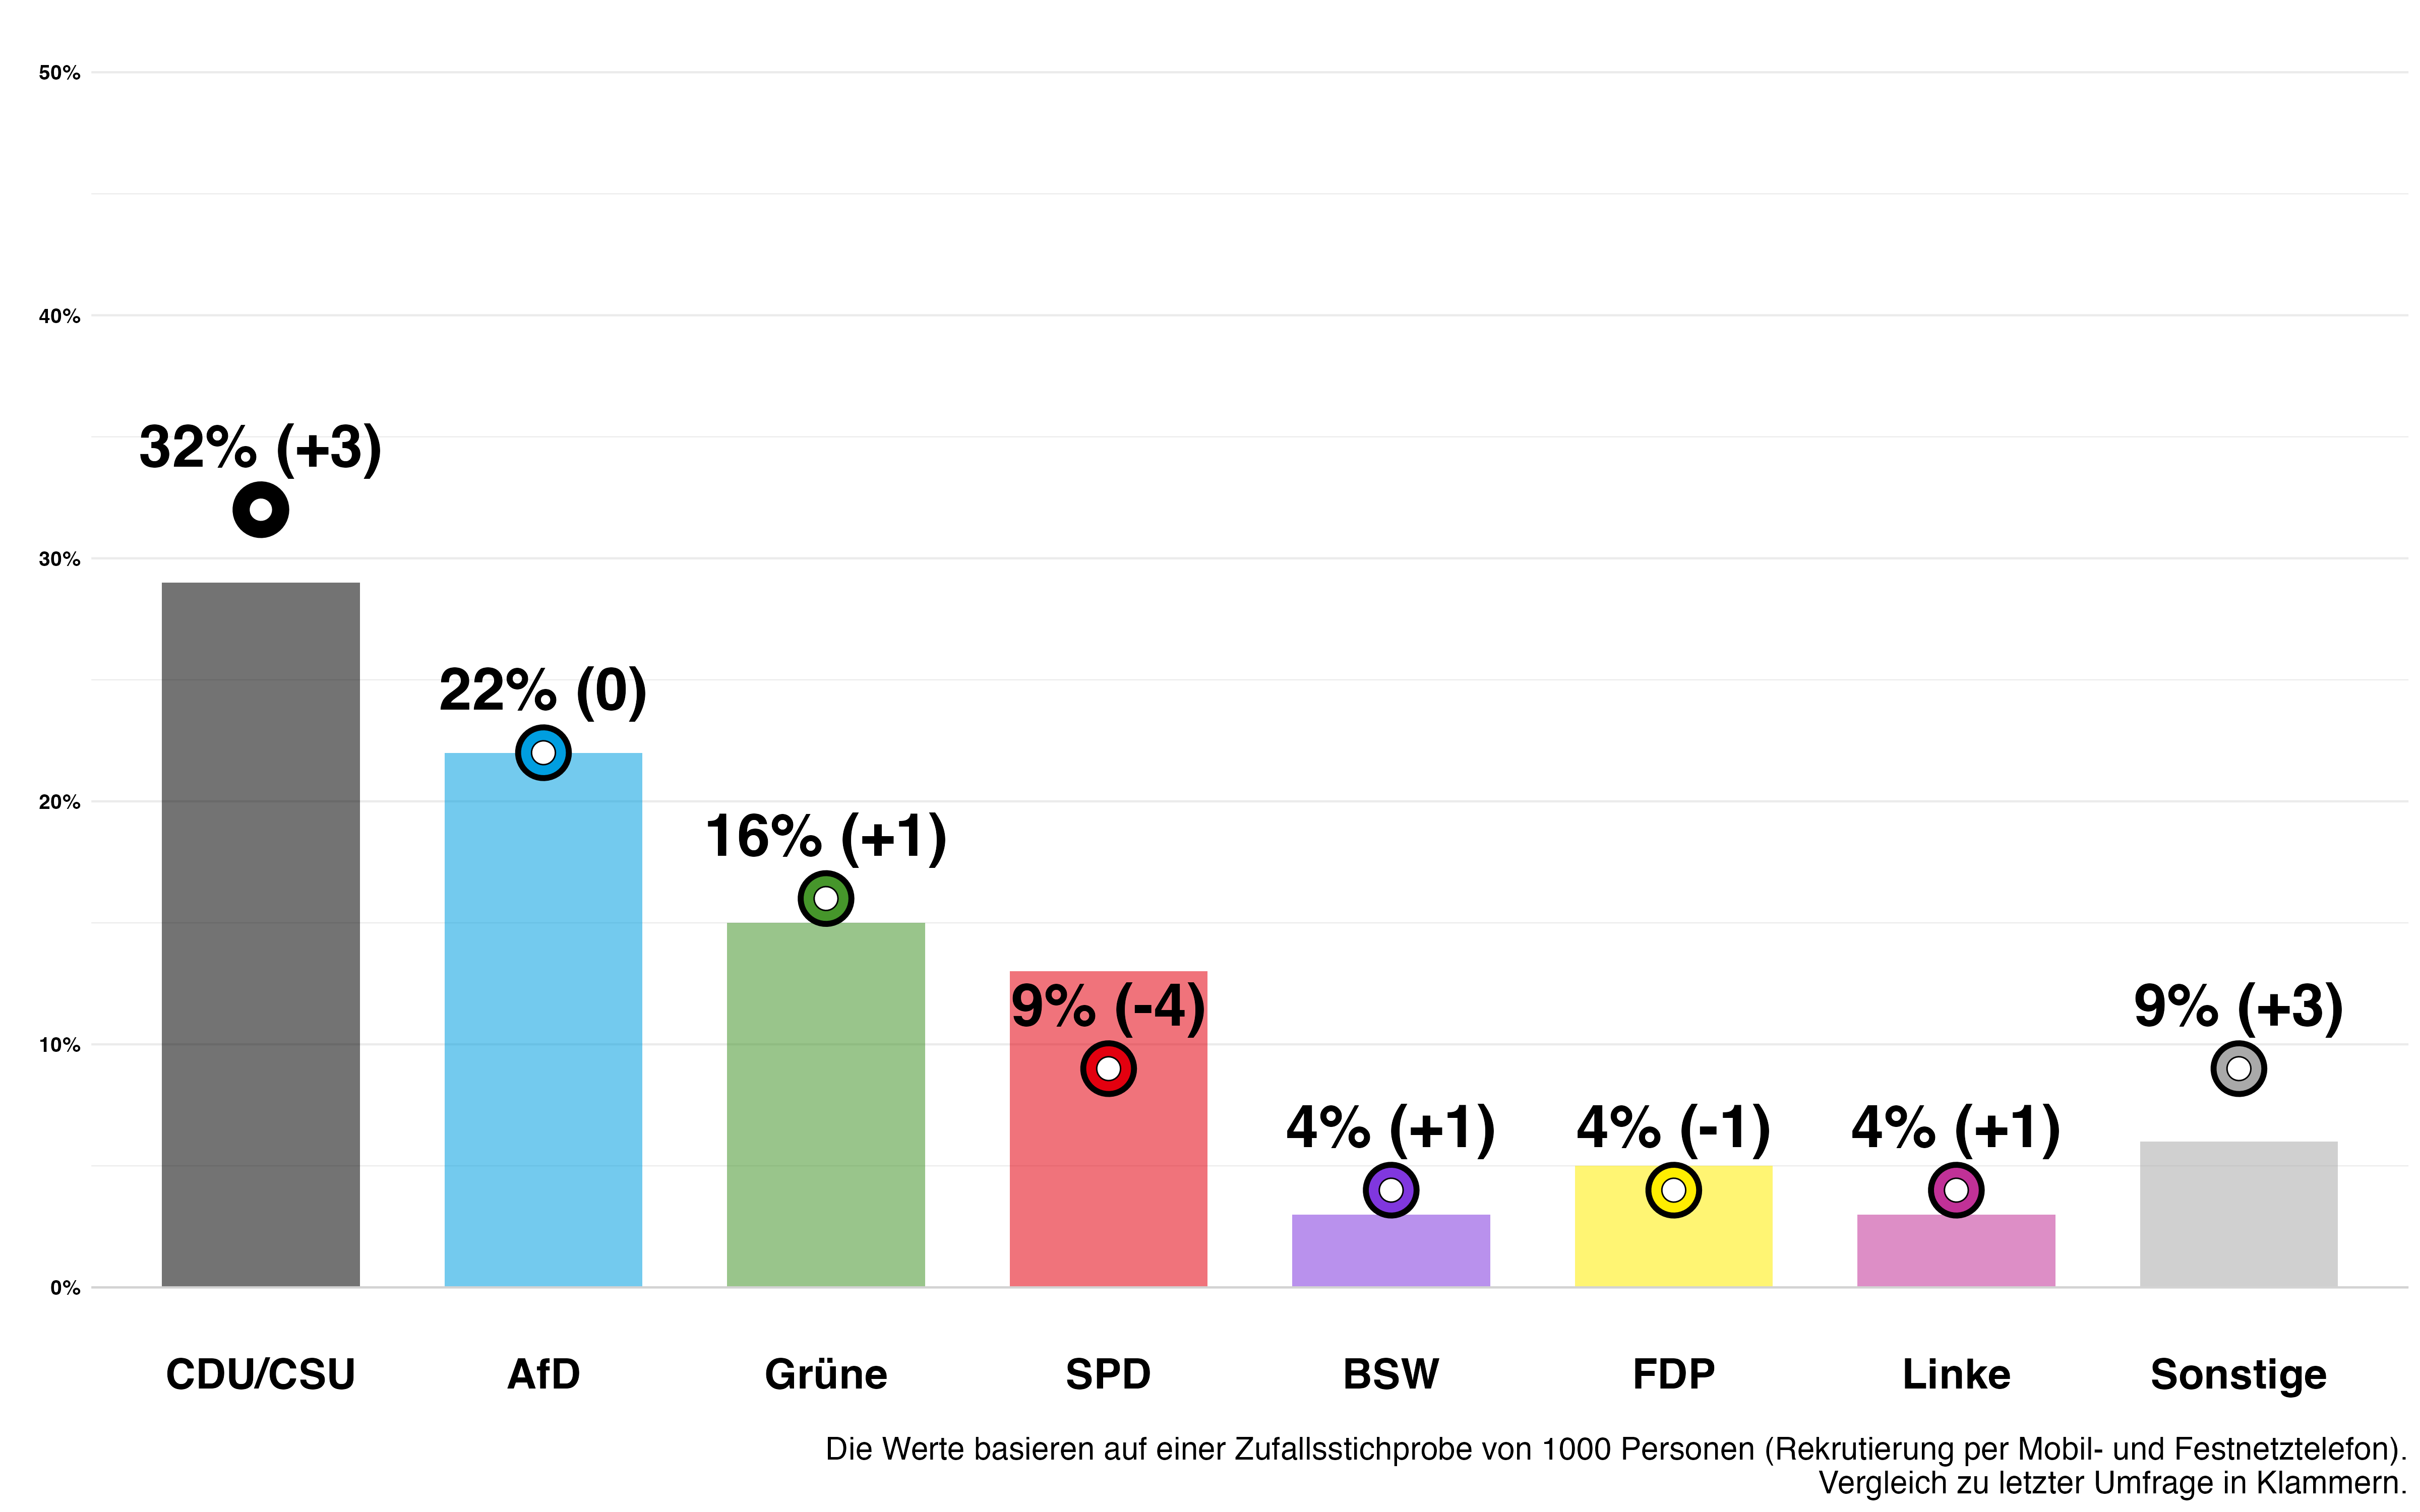 50%
40%
30%
20%
10%
0%
32% (+3)
22% (0)
16% (+1)
9% (-4)
4% (+1)
4% (-1)
4% (+1)
9% (+3)
CDU/CSU
AfD
Grüne
SPD
BSW
FDP
Linke
Sonstige
Die Werte basieren auf einer Zufallsstichprobe von 1000 Personen (Rekrutierung per Mobil- und Festnetztelefon).
Vergleich zu letzter Umfrage in Klammern.